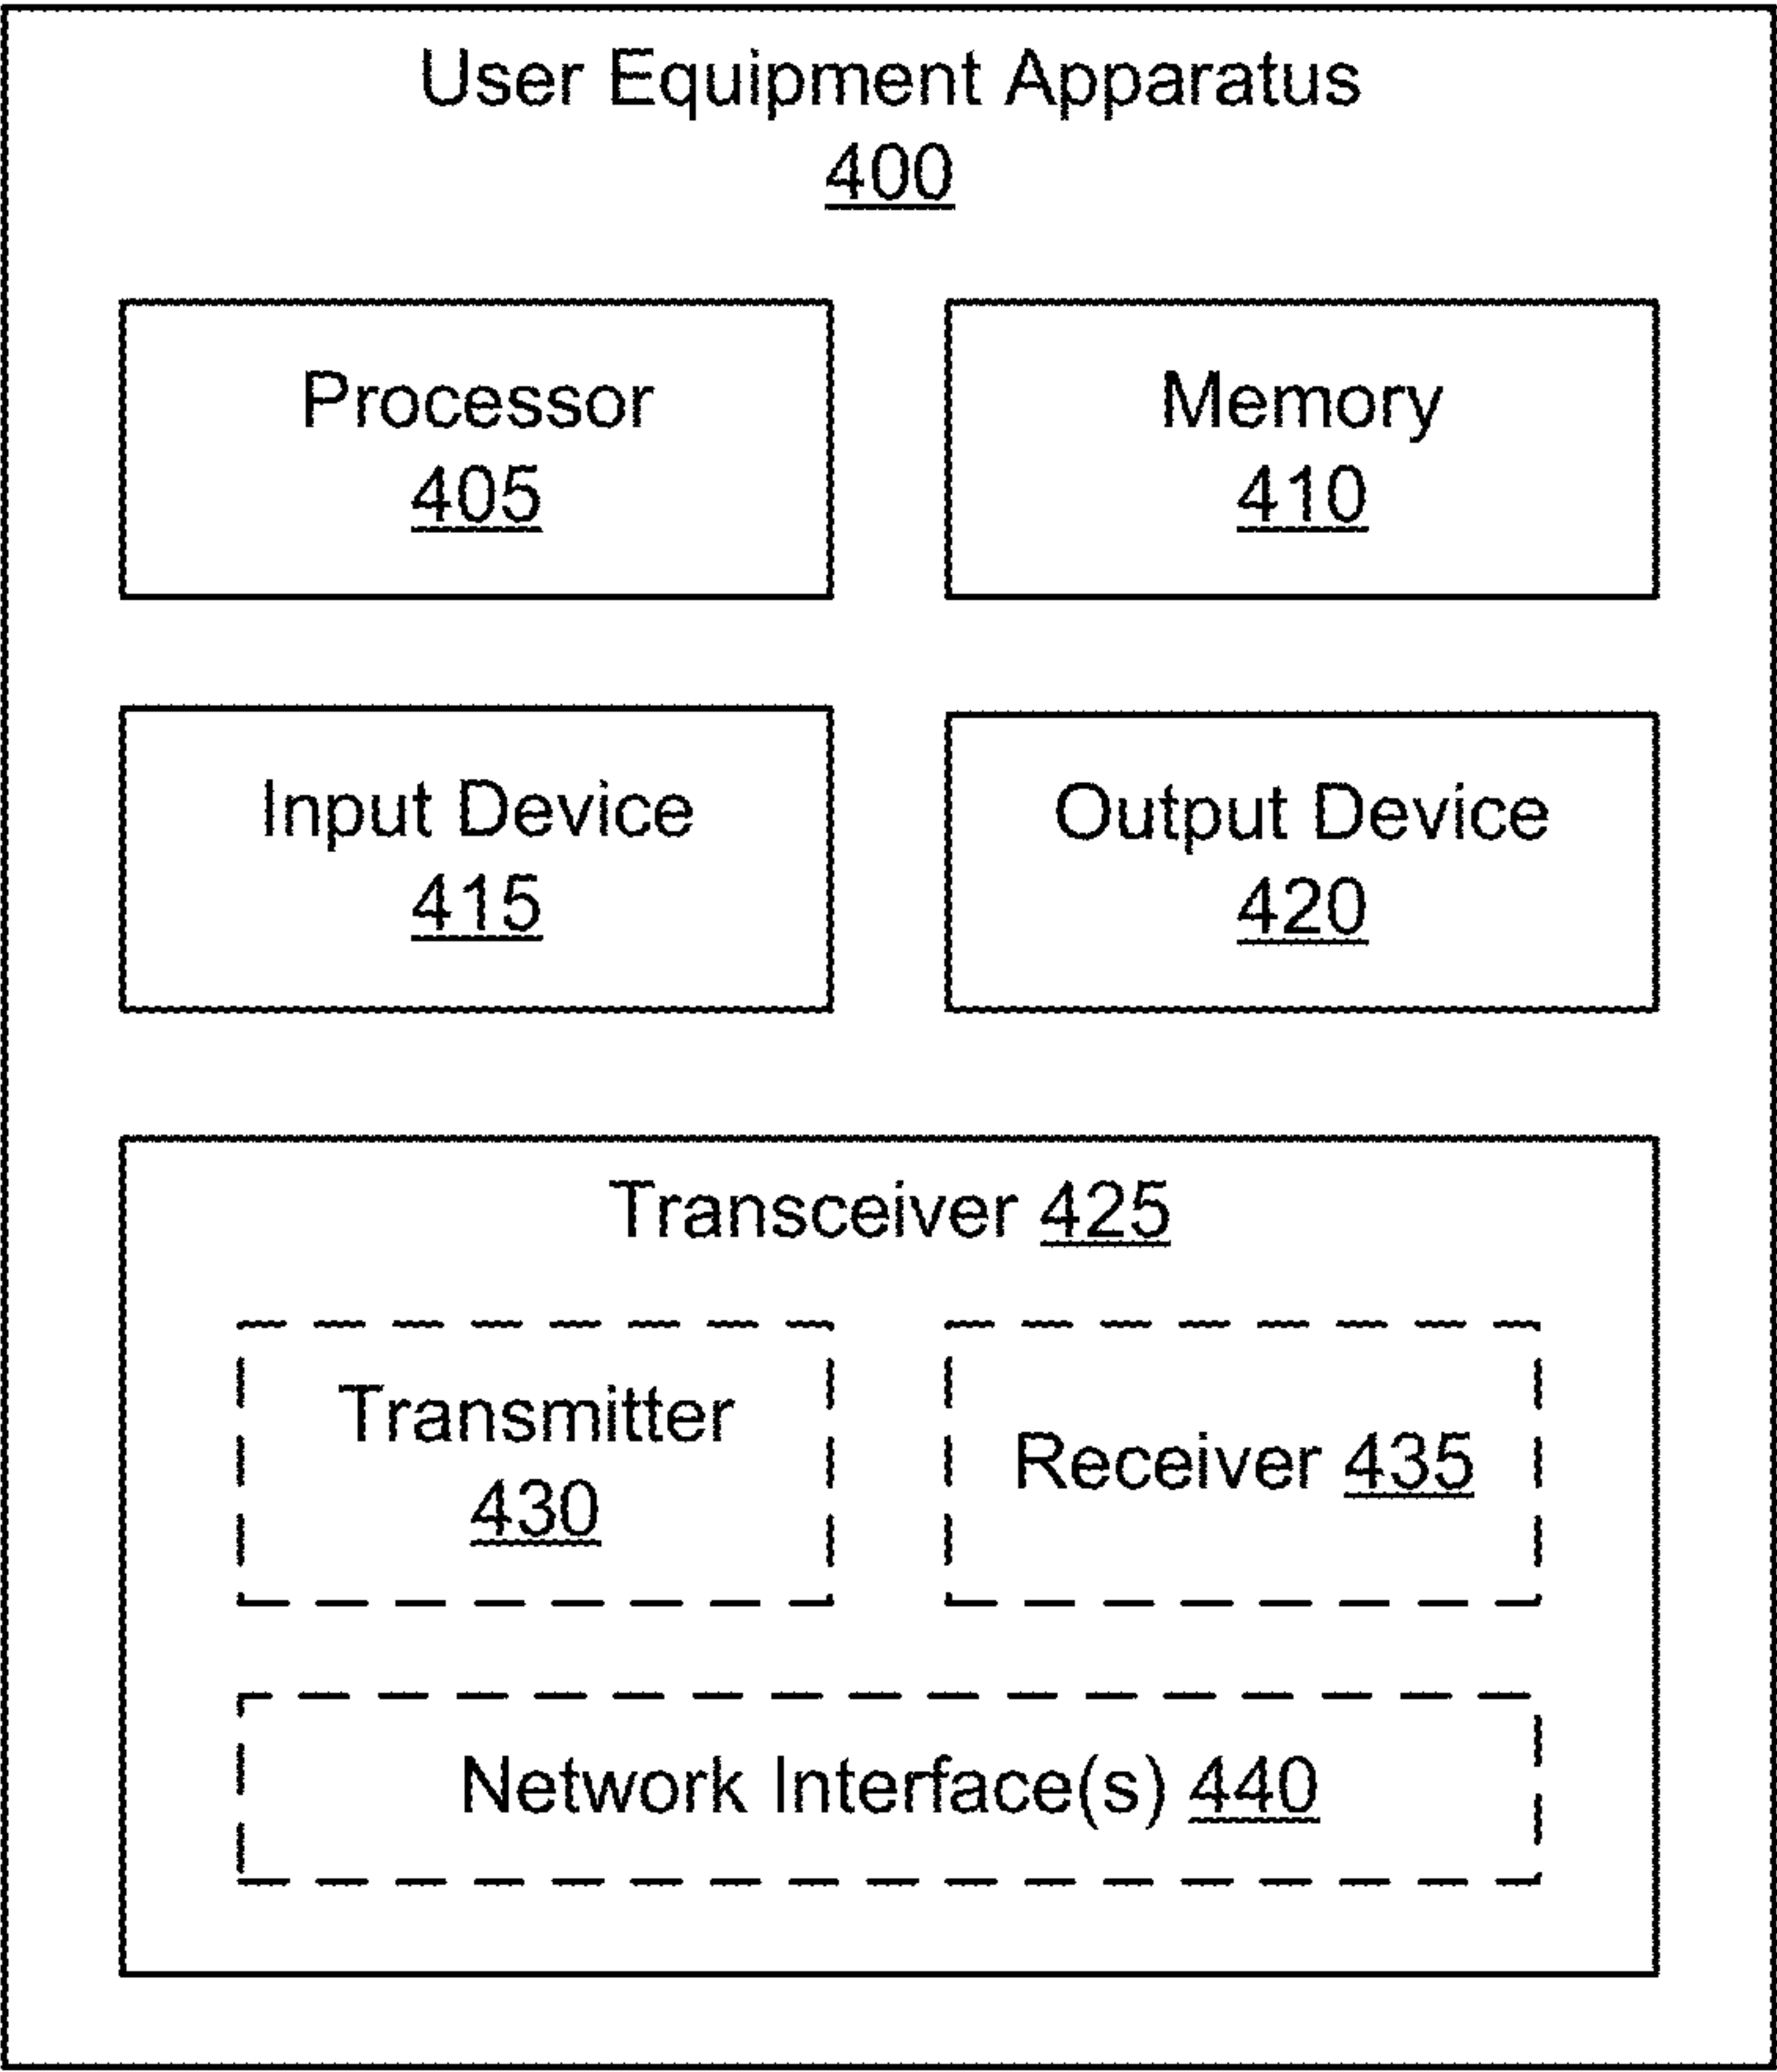 User Equipment Apparatus
400
Processor
405
Memory
410
Input Device
415
Output Device
420
Transceiver 425
Transmitter
430
Receiver 435
Network Interface(s) 440